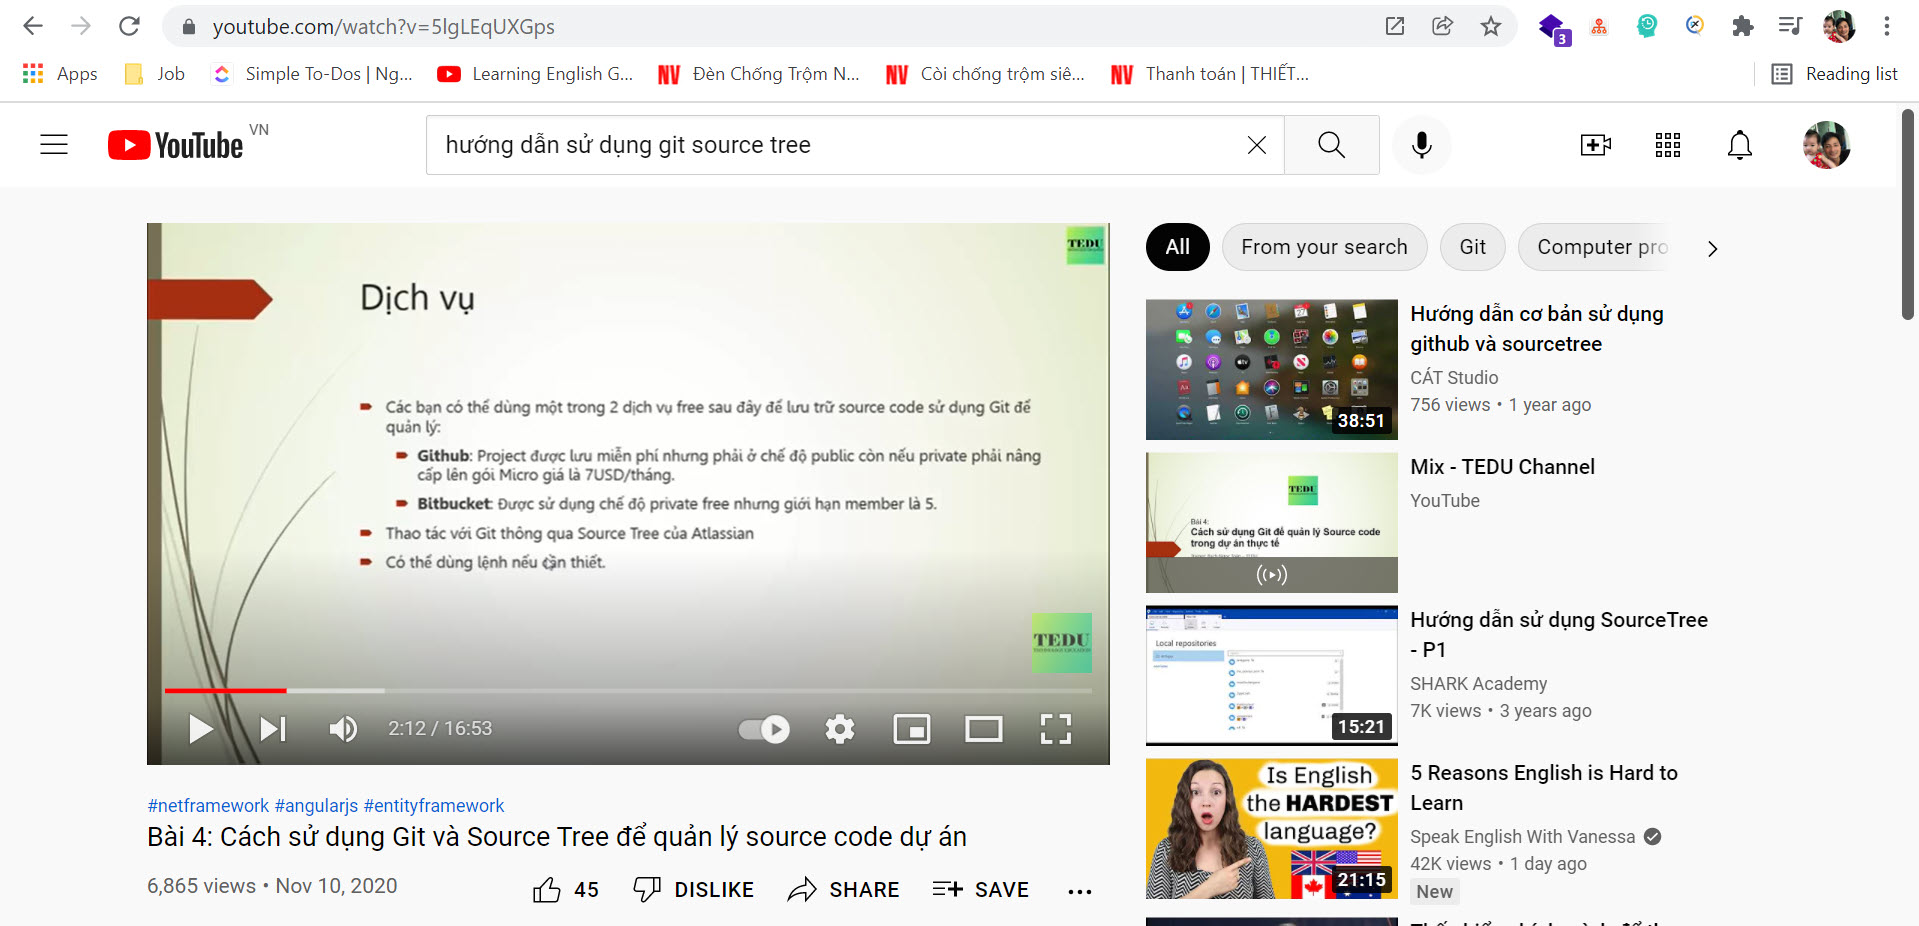 youtube.com/watch?v=5lgLEqUXGps
3
Apps
Job
Simple To-Dos | Ng...
Learning English G...
NV Đèn Chống Trộm N...
NV Còi chống trộm siê...
NV Thanh toán | THIẾT...
Reading list
YouTube VN
hướng dẫn sử dụng git source tree
TEDU
Dịch vụ
Các bạn có thể dùng một trong 2 dịch vụ free sau đây để lưu trữ source code sử dụng Git để
quản lý:
Github: Project được lưu miễn phí nhưng phải ở chế độ public còn nếu private phải nâng
cấp lên gói Micro giá là 7USD/tháng.
Bitbucket: Được sử dụng chế độ private free nhưng giới hạn member là 5.
Thao tác với Git thông qua Source Tree của Atlassian
Có thể dùng lệnh nếu cần thiết.
TEDU
2:12 / 16:53
#netframework #angularjs #entityframework
Bài 4: Cách sử dụng Git và Source Tree để quản lý source code dự án
6,865 views • Nov 10, 2020
45
DISLIKE
SHARE
SAVE
All
From your search
Git
Computer pro
38:51
Hướng dẫn cơ bản sử dụng
github và sourcetree
CÁT Studio
756 views • 1 year ago
TEDU
Bài 4:
Cách sử dụng Git để quản lý Source code
trong dự án thực tế
Mix - TEDU Channel
YouTube
Local repositories
15:21
Hướng dẫn sử dụng SourceTree
- P1
SHARK Academy
7K views • 3 years ago
Is English
the HARDEST
language?
21:15
5 Reasons English is Hard to
Learn
Speak English With Vanessa
42K views • 1 day ago
New